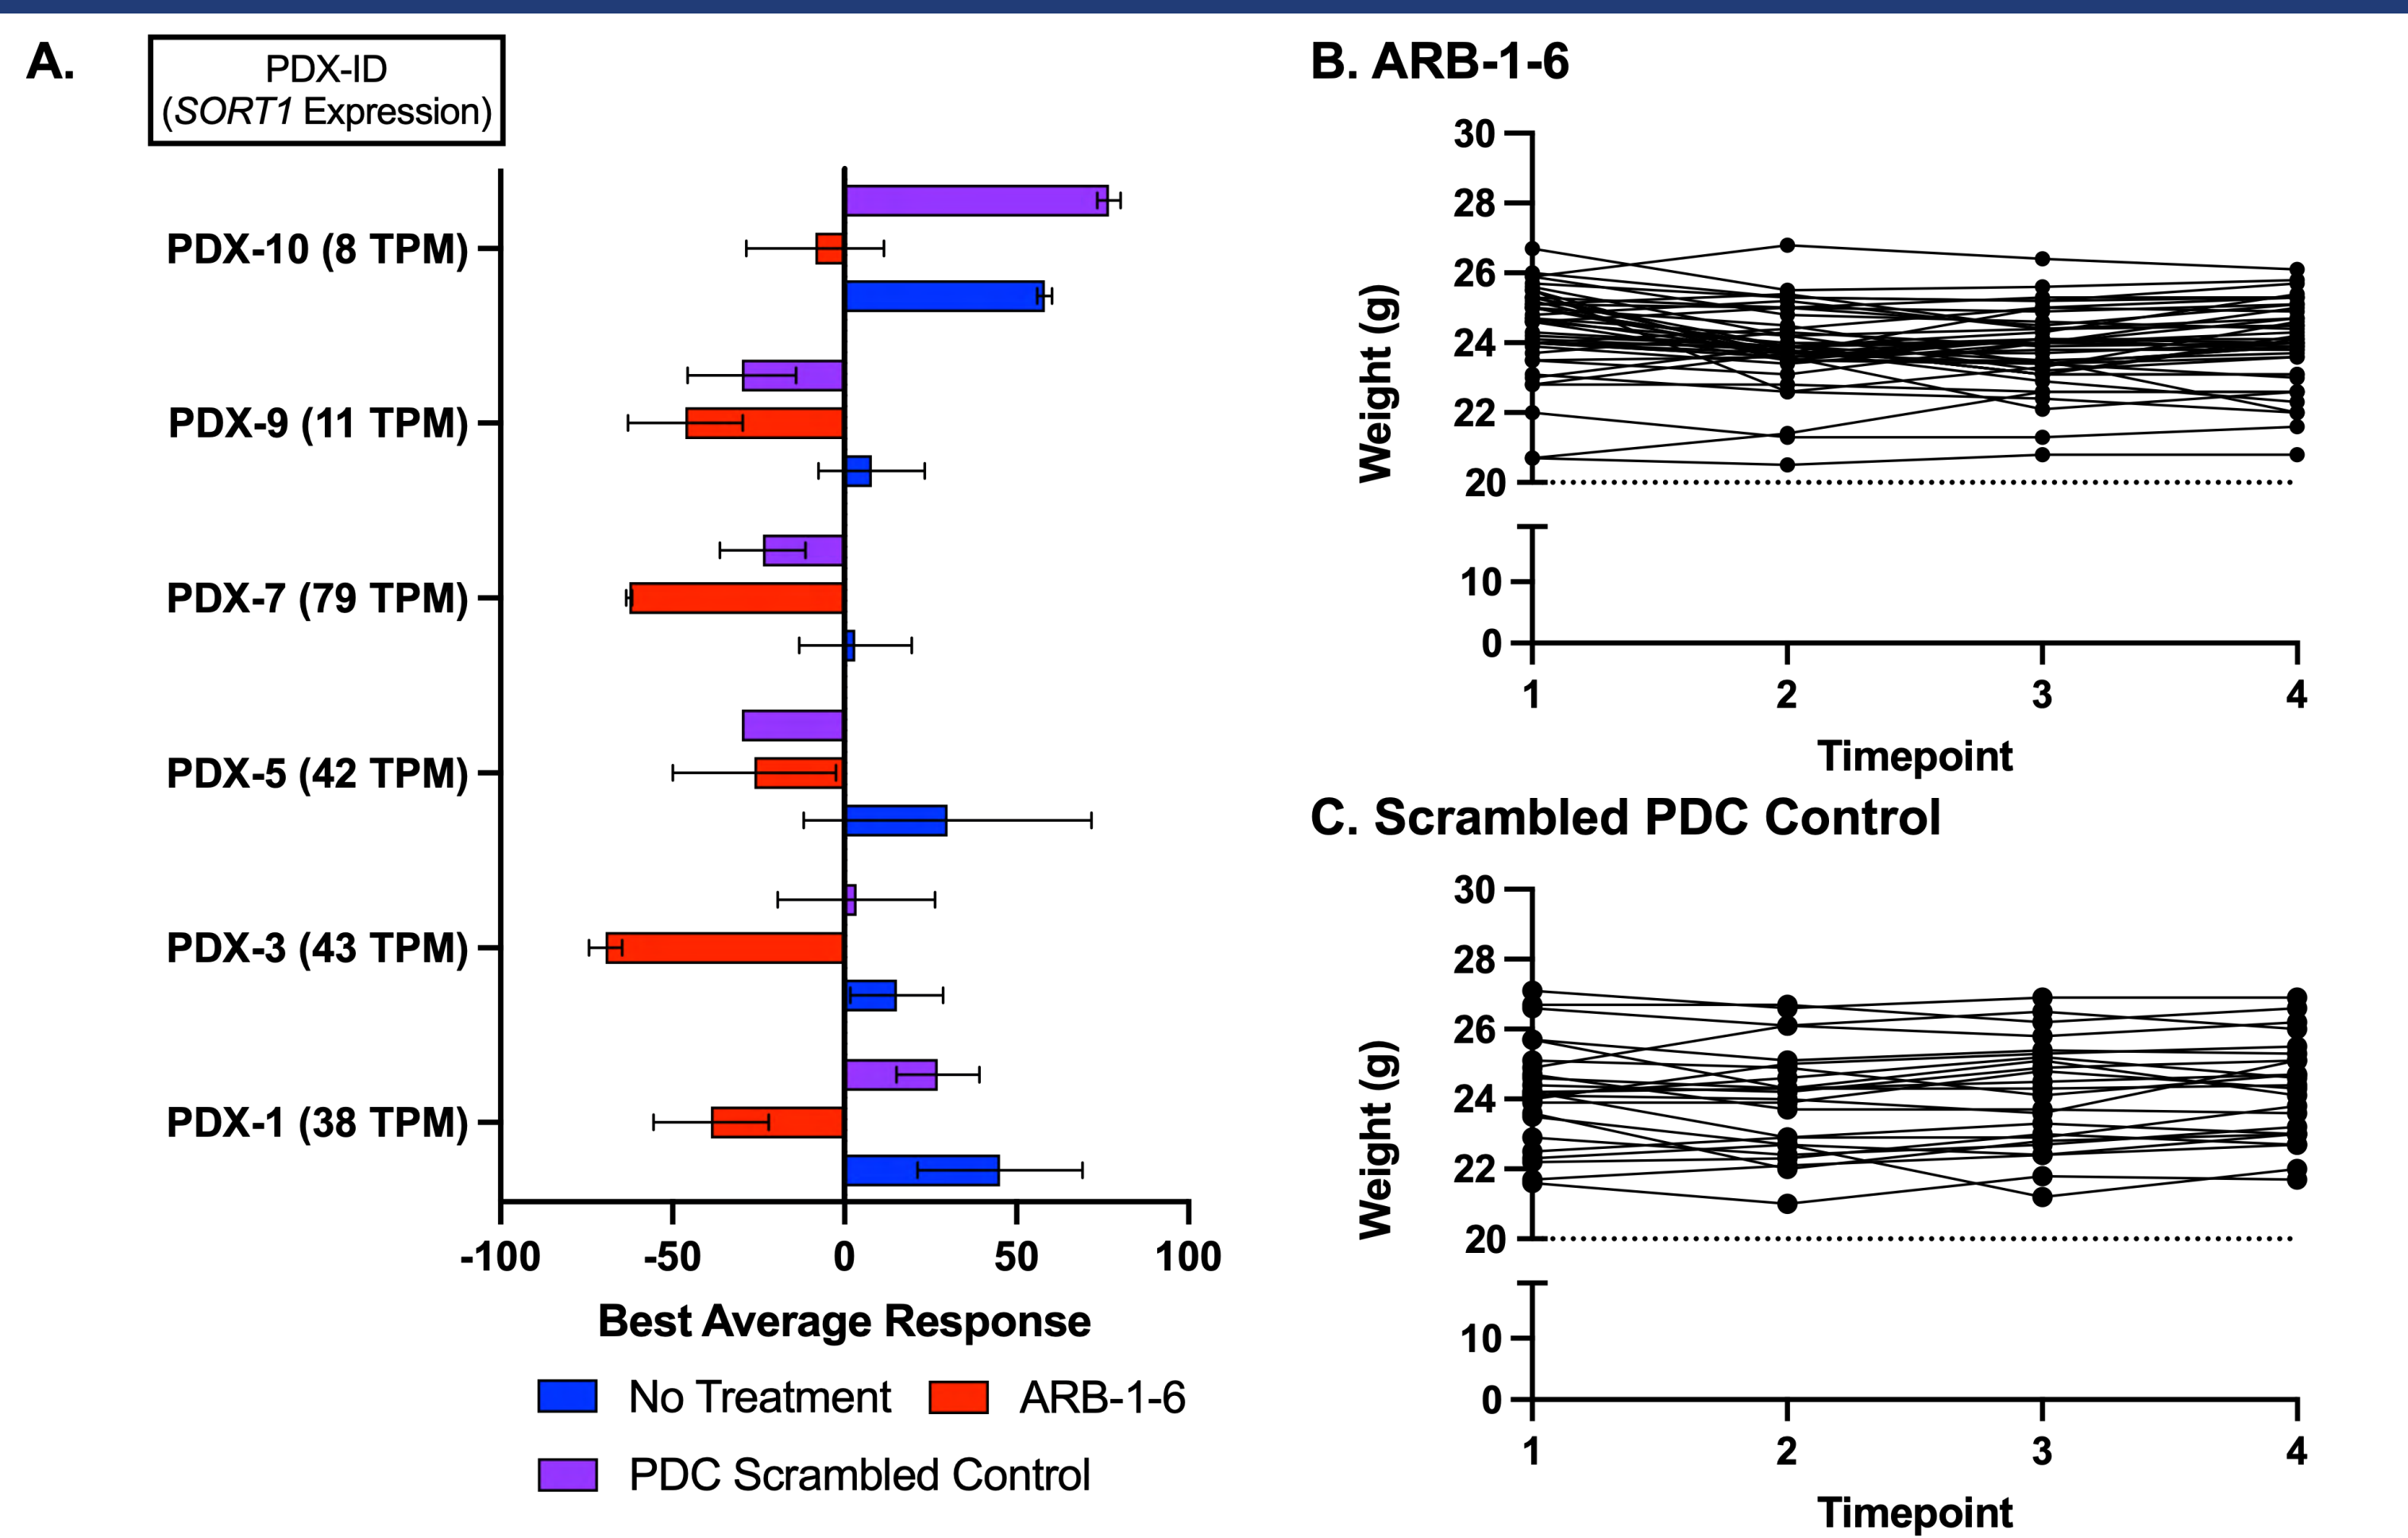 A.
PDX-ID
(SORT1 Expression)
PDX-10 (8 TPM)
PDX-9 (11 TPM)
PDX-7 (79 TPM)
PDX-5 (42 TPM)
PDX-3 (43 TPM)
PDX-1 (38 TPM)
-100 -50 0 50 100
Best Average Response
No Treatment ARB-1-6
PDC Scrambled Control
B. ARB-1-6
30
28
26
24
22
20
10
0
Weight (g)
1 2 3 4
Timepoint
C. Scrambled PDC Control
30
28
26
24
22
20
10
0
Weight (g)
1 2 3 4
Timepoint